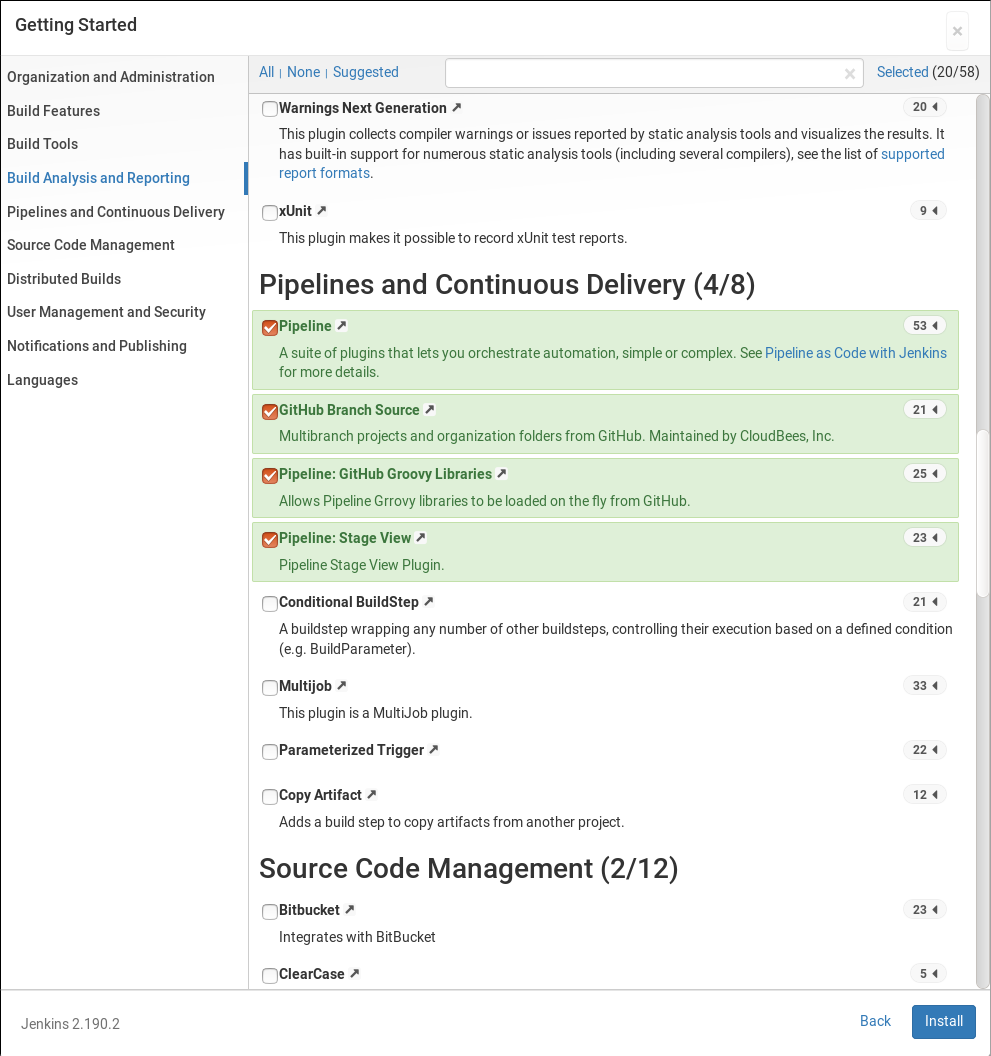 Getting Started
×
Organization and Administration
Build Features
Build Tools
Build Analysis and Reporting
Pipelines and Continuous Delivery
Source Code Management
Distributed Builds
User Management and Security
Notifications and Publishing
Languages
All | None | Suggested
×
Selected (20/58)
Warnings Next Generation
20
This plugin collects compiler warnings or issues reported by static analysis tools and visualizes the results. It
has built-in support for numerous static analysis tools (including several compilers), see the list of supported
report formats.
xUnit
9
This plugin makes it possible to record xUnit test reports.
Pipelines and Continuous Delivery (4/8)
Pipeline
53
A suite of plugins that lets you orchestrate automation, simple or complex. See Pipeline as Code with Jenkins
for more details.
GitHub Branch Source
21
Multibranch projects and organization folders from GitHub. Maintained by CloudBees, Inc.
Pipeline: GitHub Groovy Libraries
25
Allows Pipeline Grrovy libraries to be loaded on the fly from GitHub.
Pipeline: Stage View
23
Pipeline Stage View Plugin.
Conditional BuildStep
21
A buildstep wrapping any number of other buildsteps, controlling their execution based on a defined condition
(e.g. BuildParameter).
Multijob
33
This plugin is a MultiJob plugin.
Parameterized Trigger
22
Copy Artifact
12
Adds a build step to copy artifacts from another project.
Source Code Management (2/12)
Bitbucket
23
Integrates with BitBucket
ClearCase
5
Jenkins 2.190.2
Back
Install